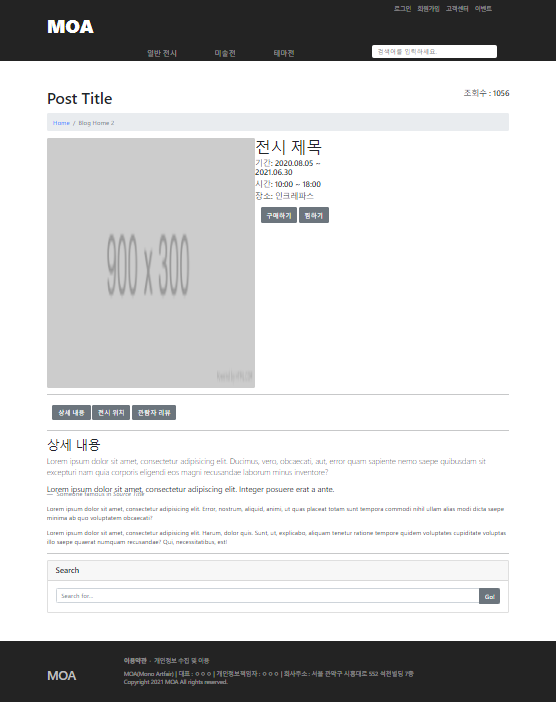 로그인 회원가입 고객센터 이벤트
MOA
일반 전시 미술전 테마전 검색어를 입력하세요.
Post Title 조회수 : 1056
Home / Blog Home 2
900 x 300
전시 제목
기간: 2020.08.05 ~
2021.06.30
시간: 10:00 ~ 18:00
장소: 인크레파스
구매하기 찜하기
상세 내용 전시 위치 관람자 리뷰
상세 내용
Lorem ipsum dolor sit amet, consectetur adipisicing elit. Ducimus, vero, obcaecati, aut, error quam sapiente nemo saepe quibusdam sit
excepturi nam quia corporis eligendi eos magni recusandae laborum minus inventore?
Lorem ipsum dolor sit amet, consectetur adipiscing elit. Integer posuere erat a ante.
— Someone famous in Source Title
Lorem ipsum dolor sit amet, consectetur adipisicing elit. Error, nostrum, aliquid, animi, ut quas placeat totam sunt tempora commodi nihil ullam alias modi dicta saepe
minima ab quo voluptatem obcaecati?
Lorem ipsum dolor sit amet, consectetur adipisicing elit. Harum, dolor quis. Sunt, ut, explicabo, aliquam tenetur ratione tempore quidem voluptates cupiditate voluptas
illo saepe quaerat numquam recusandae? Qui, necessitatibus, est!
Search
Search for... Go!
이용약관 · 개인정보 수집 및 이용
MOA
MOA(Mono Artfair) | 대표 : ㅇㅇㅇ | 개인정보책임자 : ㅇㅇㅇ | 회사주소 : 서울 관악구 시흥대로 552 석천빌딩 7층
Copyright 2021 MOA All rights reserved.